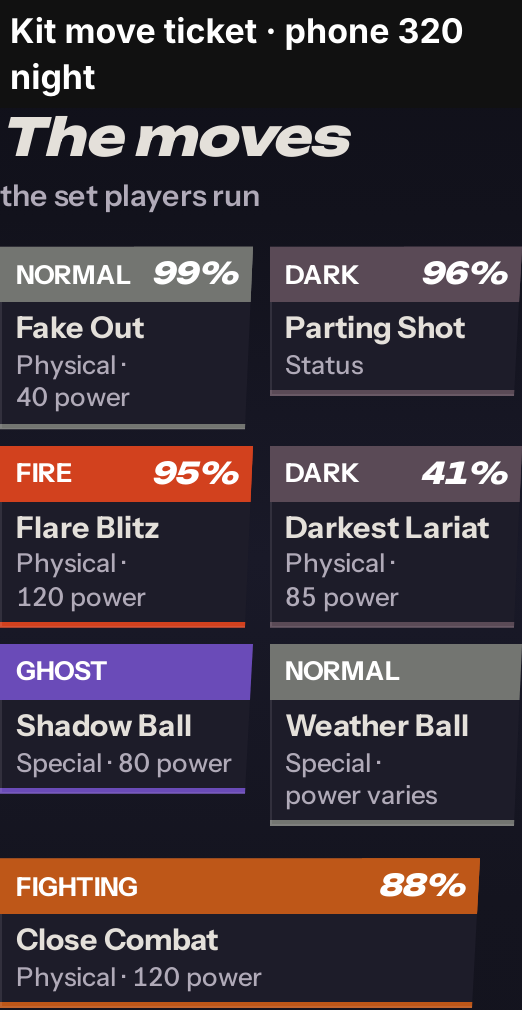 Kit move ticket · phone 320
night
The moves
the set players run
NORMAL 99%
Fake Out
Physical ·
40 power
DARK 96%
Parting Shot
Status
FIRE 95%
Flare Blitz
Physical ·
120 power
DARK 41%
Darkest Lariat
Physical ·
85 power
GHOST
Shadow Ball
Special · 80 power
NORMAL
Weather Ball
Special ·
power varies
FIGHTING 88%
Close Combat
Physical · 120 power